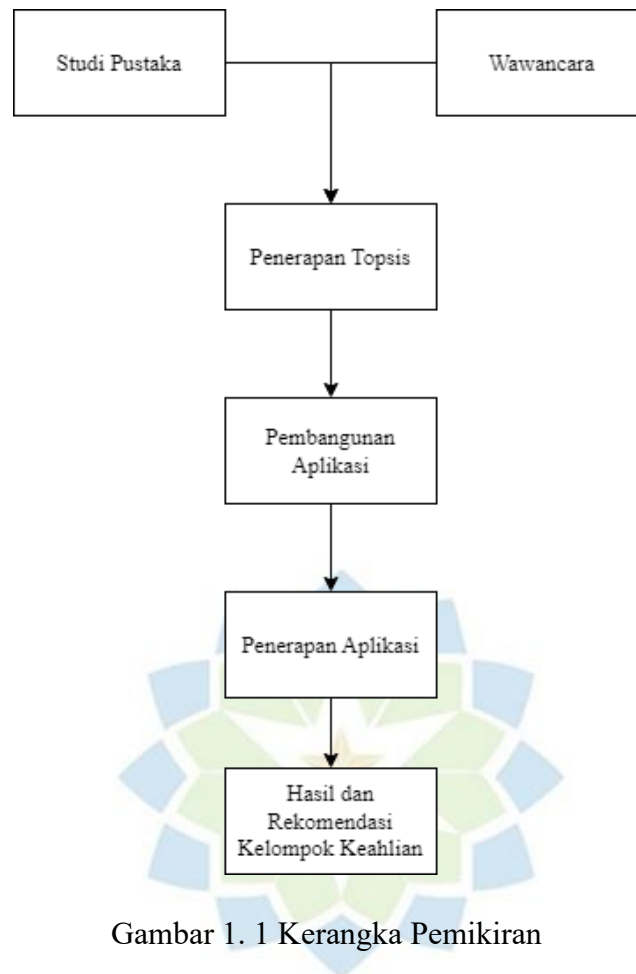 Studi Pustaka
Wawancara
Penerapan Topsis
Pembangunan
Aplikasi
Penerapan Aplikasi
Hasil dan
Rekomendasi
Kelompok Keahlian
Gambar 1. 1 Kerangka Pemikiran